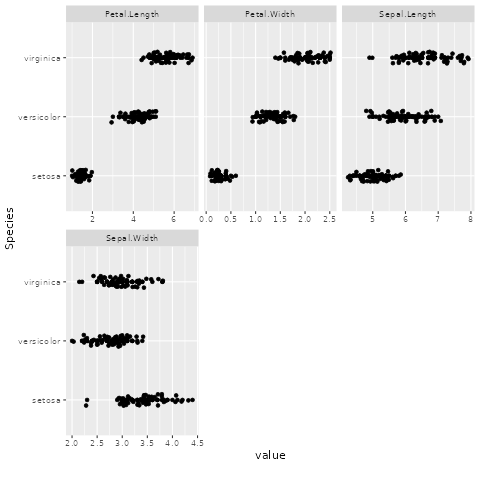 Petal.Length Petal.Width Sepal.Length
virginica
versicolor
setosa
2 4 6 0.0 0.5 1.0 1.5 2.0 2.5 5 6 7 8
Species
Sepal.Width
virginica
versicolor
setosa
2.0 2.5 3.0 3.5 4.0 4.5
value